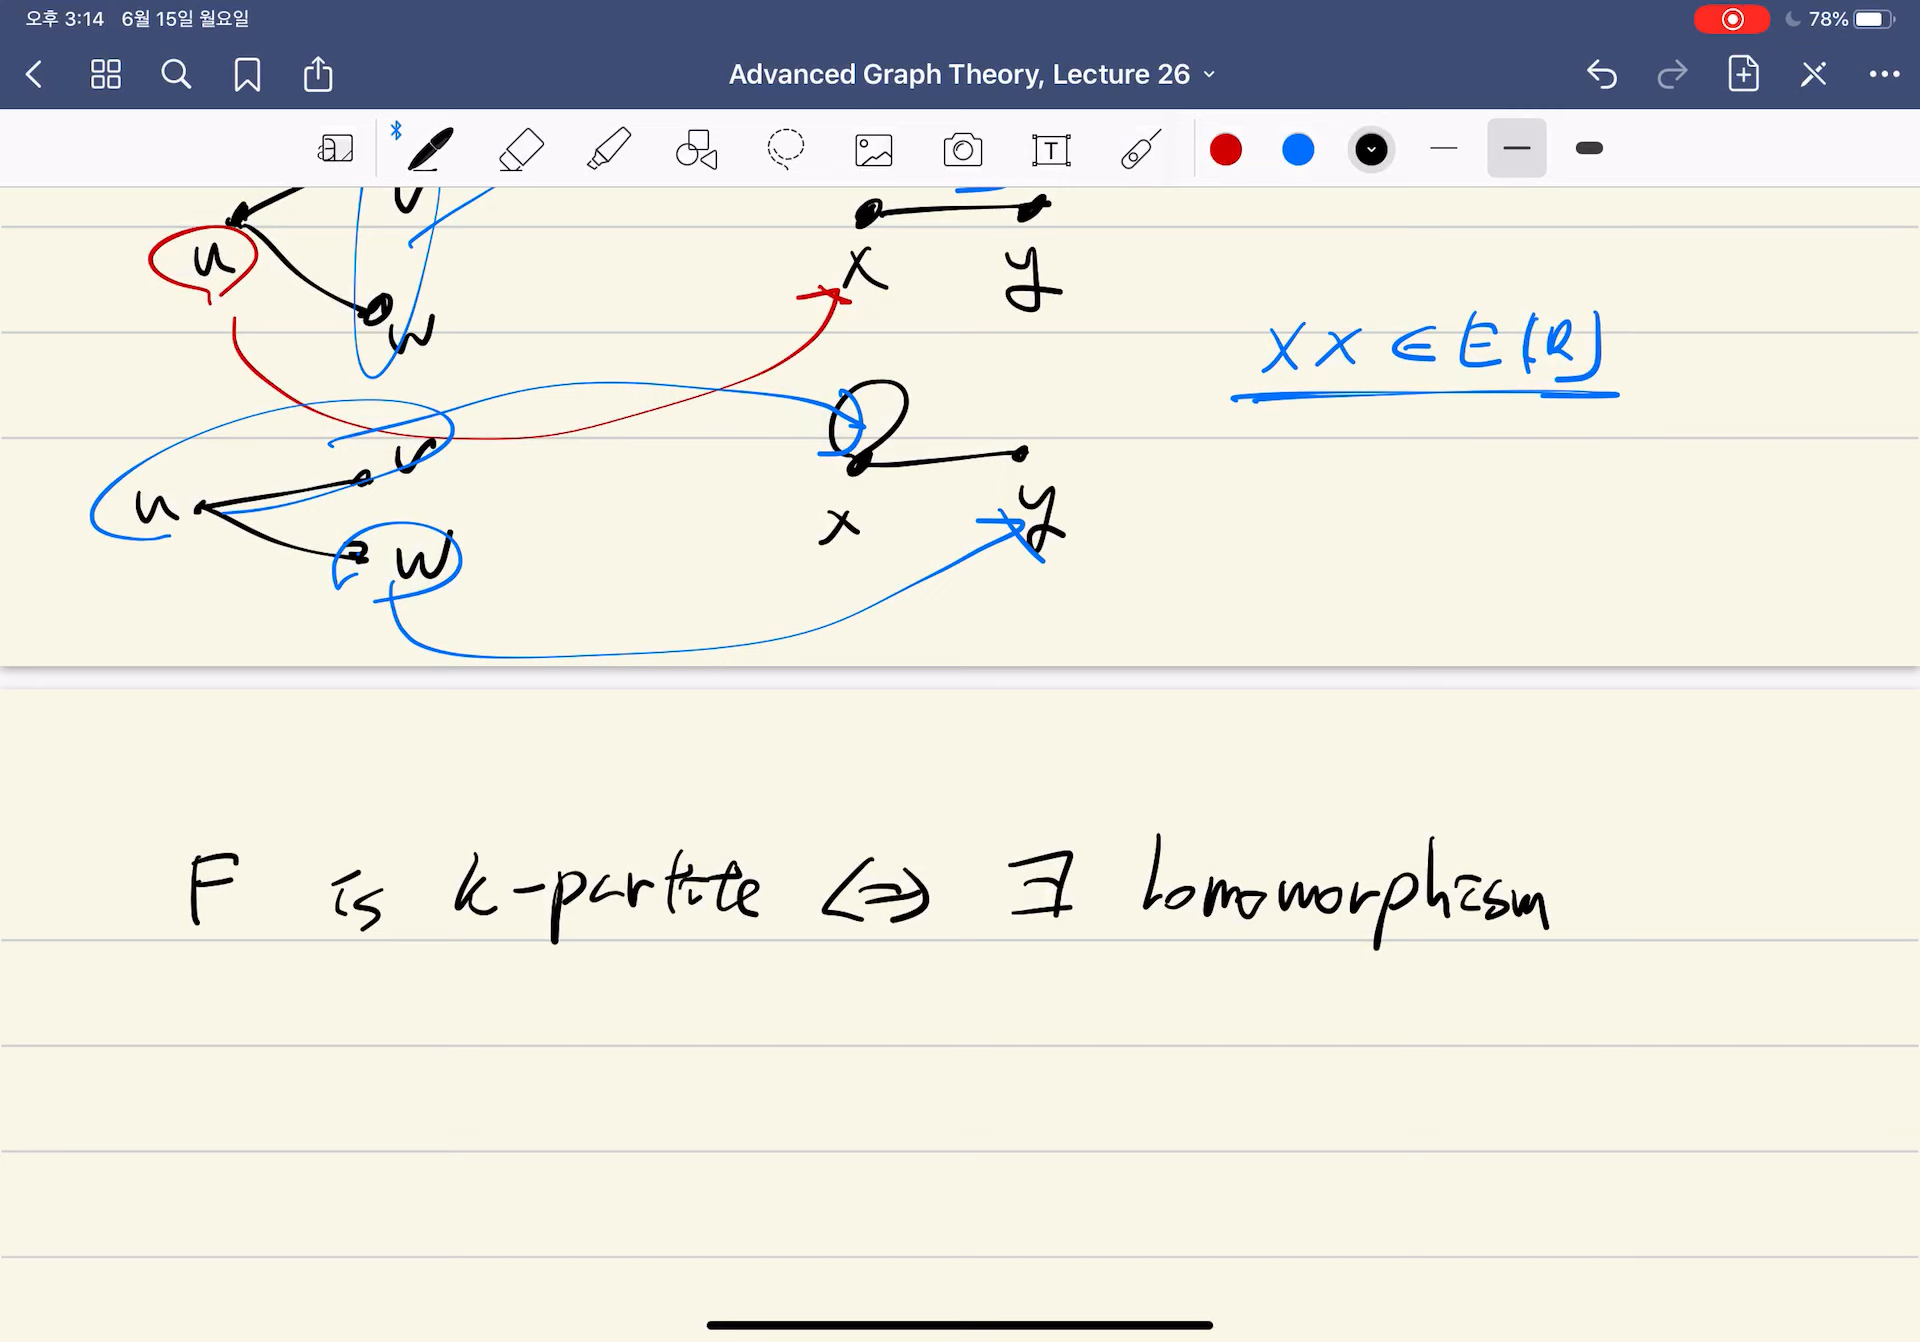 오후 3:14 6월 15일 월요일
78%
Advanced Graph Theory, Lecture 26
a
T
v
u
w
x y
xx ∈ E(R)
v
u
w
x
y
F is k-partite <=> ∃ homomorphism